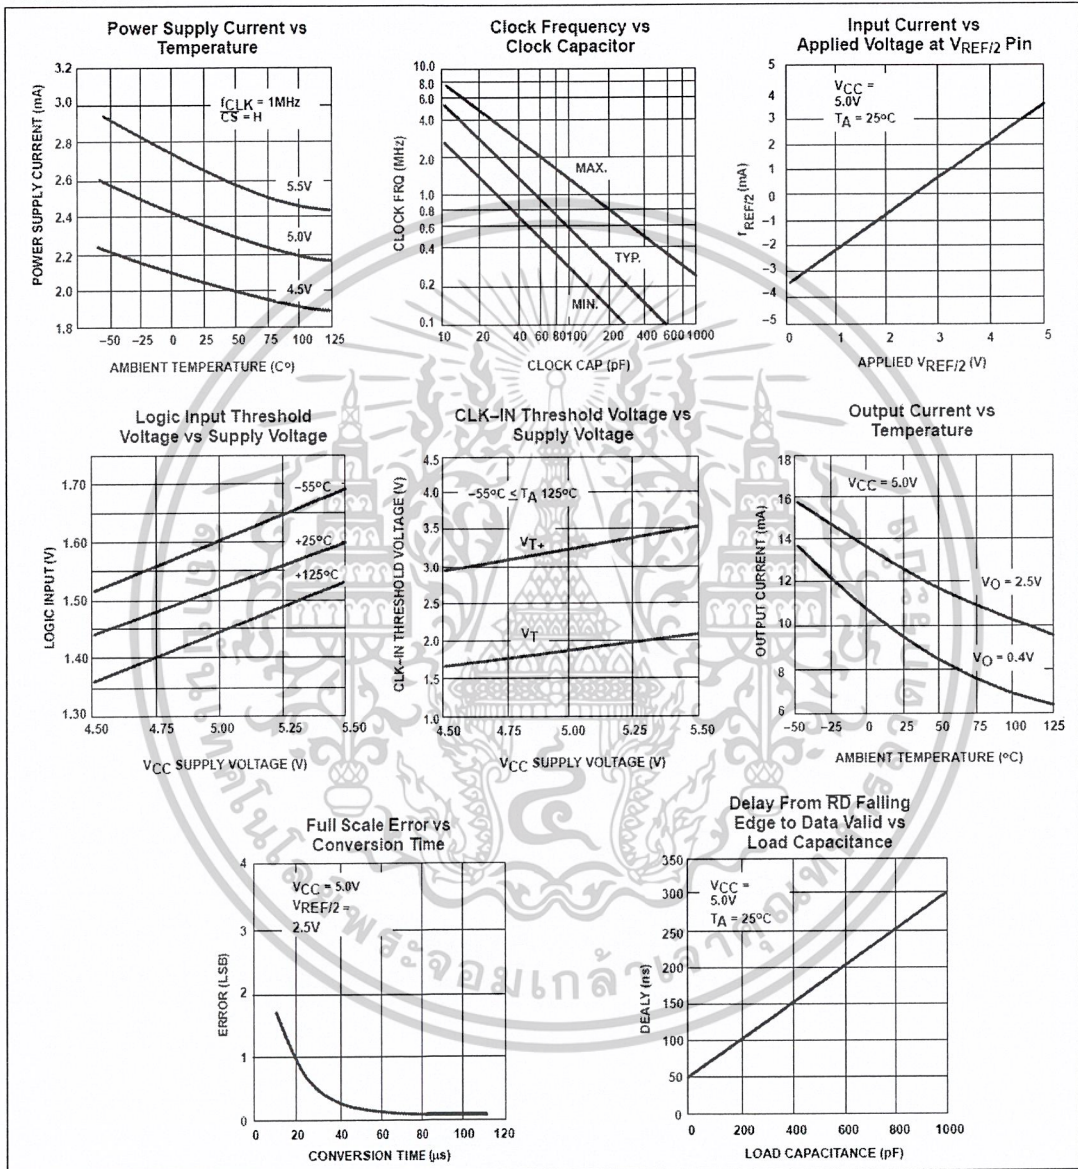 Power Supply Current vs
Temperature
POWER SUPPLY CURRENT (mA)
3.2
3.0
2.8
2.6
2.4
2.2
2.0
1.8
fCLK = 1MHz
CS = H
5.5V
5.0V
4.5V
−50 −25 0 25 50 75 100 125
AMBIENT TEMPERATURE (C°)
Clock Frequency vs
Clock Capacitor
CLOCK FRQ (MHz)
10.0
8.0
6.0
4.0
2.0
1.0
0.8
0.6
0.4
0.2
0.1
MAX.
TYP.
MIN.
10 20 40 60 80 100 200 400 600 1000
CLOCK CAP (pF)
Input Current vs
Applied Voltage at VREF/2 Pin
fREF/2 (mA)
5
4
3
2
1
0
−1
−2
−3
−4
−5
VCC =
5.0V
TA = 25°C
0 1 2 3 4 5
APPLIED VREF/2 (V)
Logic Input Threshold
Voltage vs Supply Voltage
LOGIC INPUT (V)
1.70
1.60
1.50
1.40
1.30
−55°C
+25°C
+125°C
4.50 4.75 5.00 5.25 5.50
VCC SUPPLY VOLTAGE (V)
CLK−IN Threshold Voltage vs
Supply Voltage
CLK−IN THRESHOLD VOLTAGE (V)
4.5
4.0
3.5
3.0
2.5
2.0
1.5
1.0
−55°C ≤ TA 125°C
VT+
VT
4.50 4.75 5.00 5.25 5.50
VCC SUPPLY VOLTAGE (V)
Output Current vs
Temperature
OUTPUT CURRENT (mA)
18
16
14
12
10
8
6
VCC = 5.0V
VO = 2.5V
VO = 0.4V
−50 −25 0 25 50 75 100 125
AMBIENT TEMPERATURE (°C)
Full Scale Error vs
Conversion Time
ERROR (LSB)
4
3
2
1
0
VCC = 5.0V
VREF/2 =
2.5V
0 20 40 60 80 100 120
CONVERSION TIME (µs)
Delay From RD Falling
Edge to Data Valid vs
Load Capacitance
DEALY (ns)
350
300
250
200
150
100
50
0
VCC =
5.0V
TA = 25°C
0 200 400 600 800 1000
LOAD CAPACITANCE (pF)